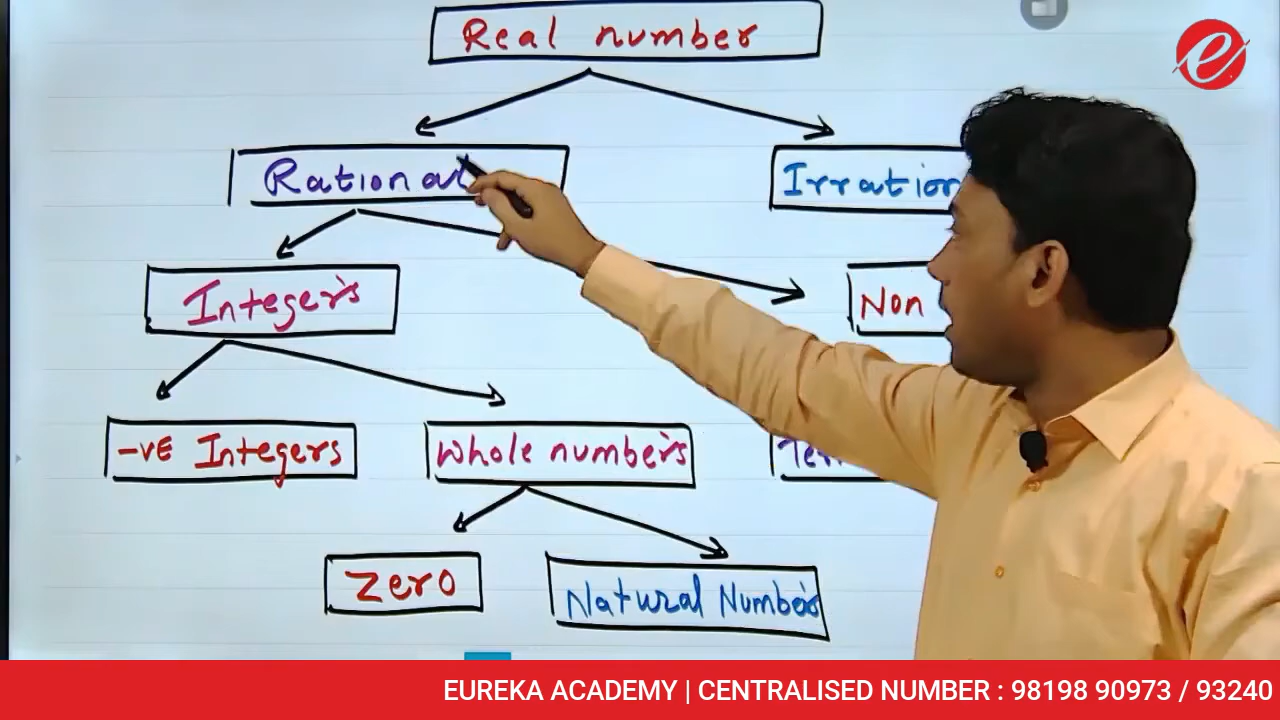 Real number
Rational
Irration
Integers
Non
-ve Integers
Whole numbers
Zero
Natural Numbers
EUREKA ACADEMY | CENTRALISED NUMBER : 98198 90973 / 93240